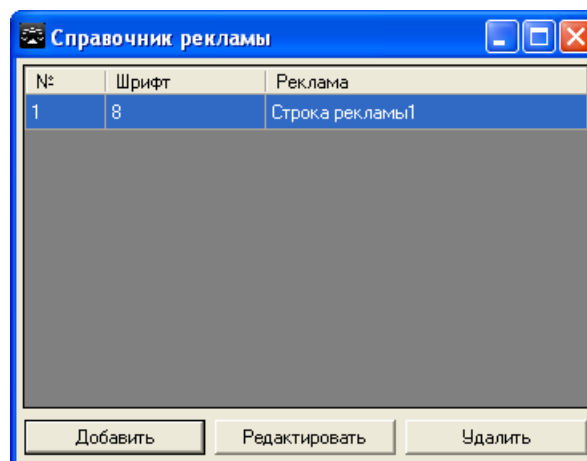 Справочник рекламы
№ Шрифт Реклама
1 8 Строка рекламы1
Добавить Редактировать Удалить